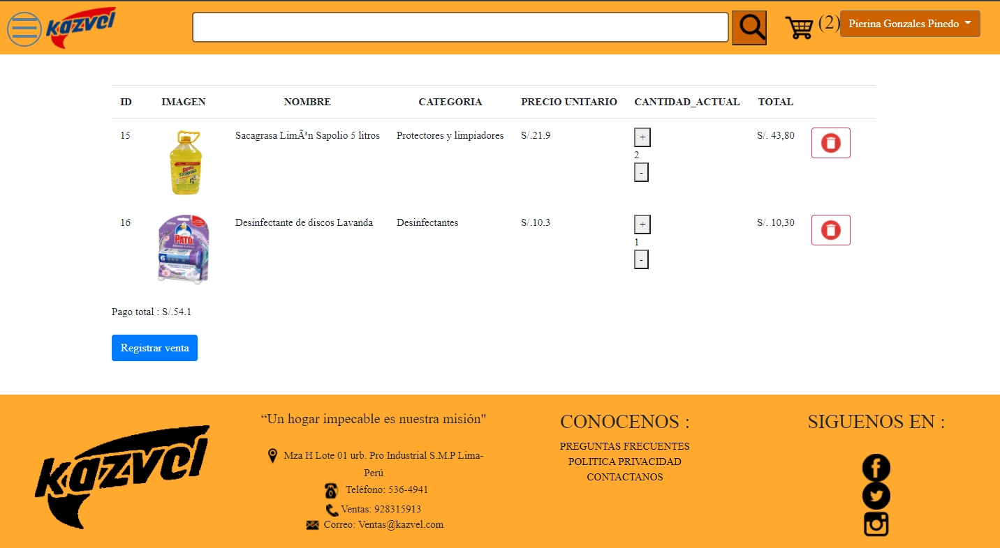 kazvel
(2)
Pierina Gonzales Pinedo
ID IMAGEN NOMBRE CATEGORIA PRECIO UNITARIO CANTIDAD_ACTUAL TOTAL
15 Sacagrasa LimÃ³n Sapolio 5 litros Protectores y limpiadores S/.21.9 + S/. 43,80
2
-
Sacagrasa
16 Desinfectante de discos Lavanda Desinfectantes S/.10.3 + S/. 10,30
1
-
PATO
6
Pago total : S/.54.1
Registrar venta
kazvel
“Un hogar impecable es nuestra misión"
Mza H Lote 01 urb. Pro Industrial S.M.P Lima-
Perú
Teléfono: 536-4941
Ventas: 928315913
Correo: Ventas@kazvel.com
CONOCENOS :
PREGUNTAS FRECUENTES
POLITICA PRIVACIDAD
CONTACTANOS
SIGUENOS EN :